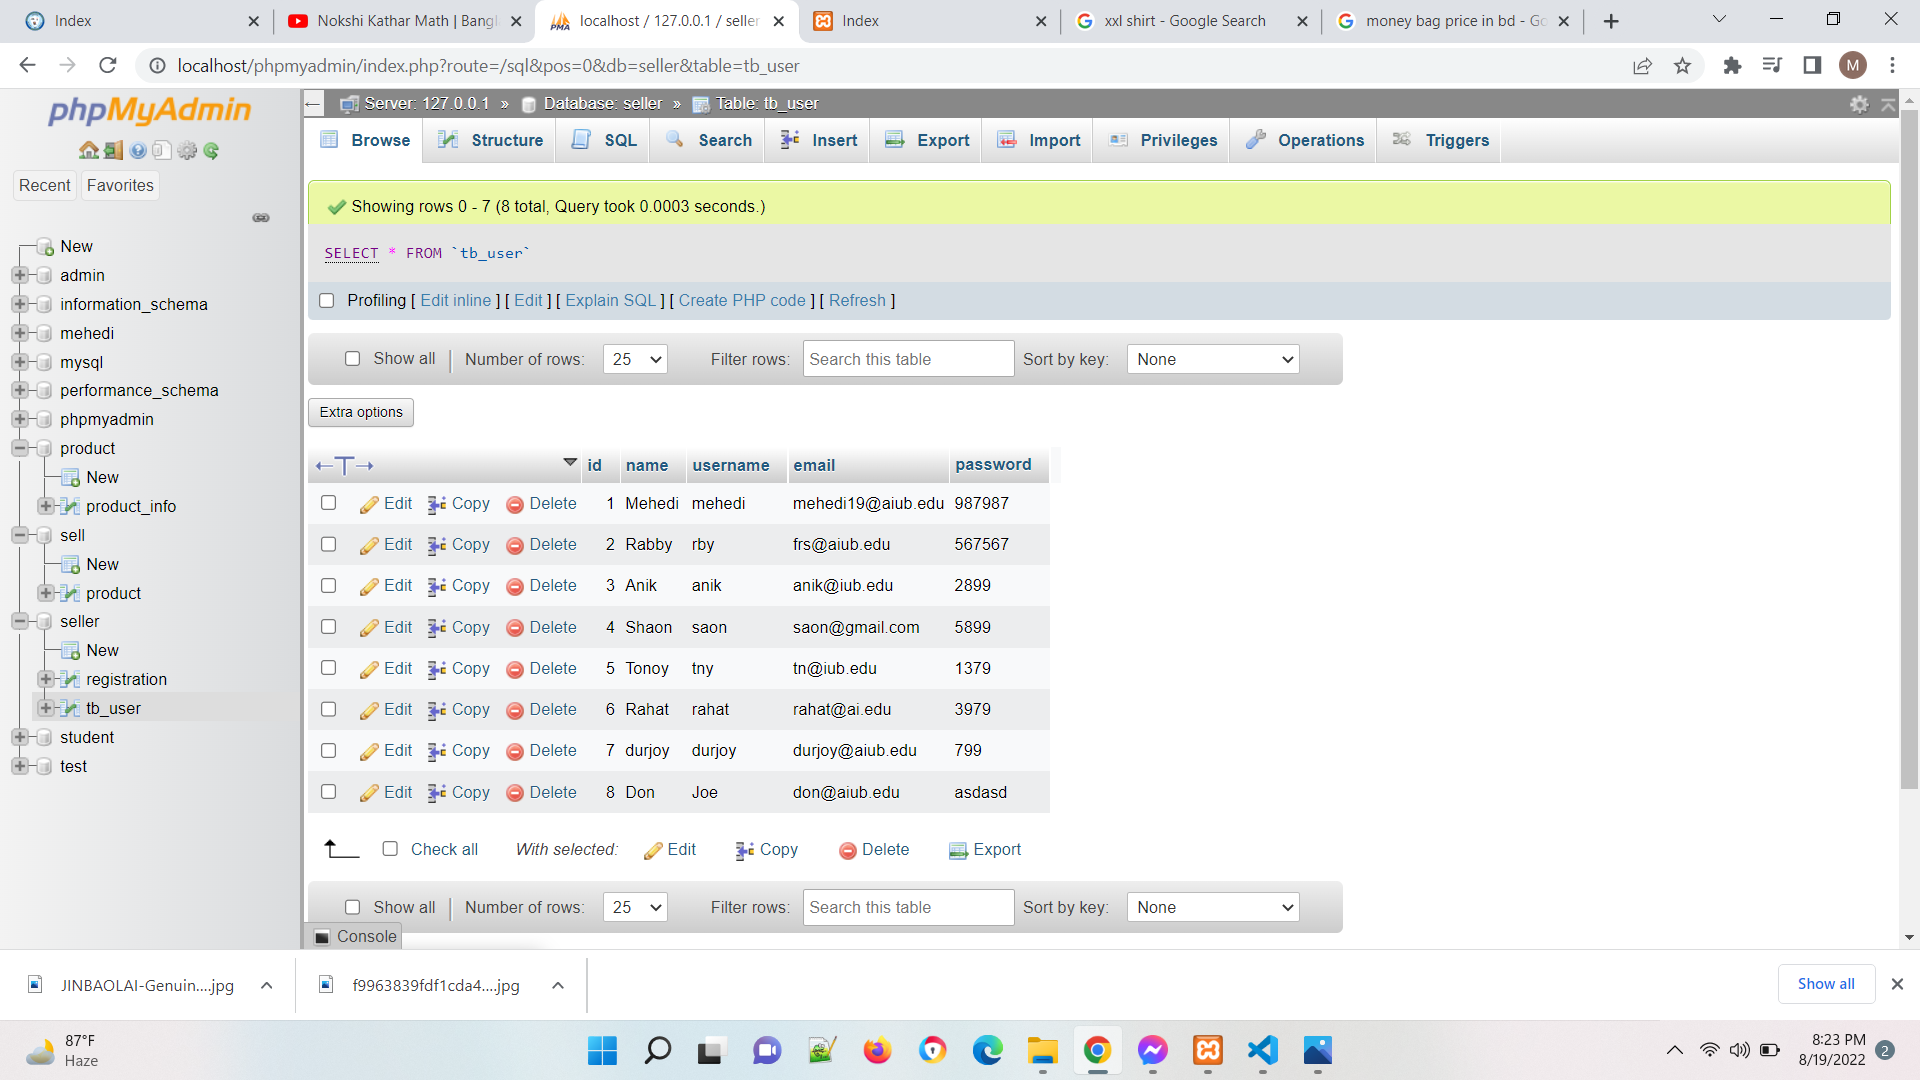 Index
Nokshi Kathar Math | Bangl
localhost / 127.0.0.1 / seller
Index
xxl shirt - Google Search
money bag price in bd - Go
localhost/phpmyadmin/index.php?route=/sql&pos=0&db=seller&table=tb_user
M
phpMyAdmin
Recent Favorites
New
admin
information_schema
mehedi
mysql
performance_schema
phpmyadmin
product
New
product_info
sell
New
product
seller
New
registration
tb_user
student
test
Server: 127.0.0.1 » Database: seller » Table: tb_user
Browse Structure SQL Search Insert Export Import Privileges Operations Triggers
Showing rows 0 - 7 (8 total, Query took 0.0003 seconds.)
SELECT * FROM `tb_user`
Profiling [ Edit inline ] [ Edit ] [ Explain SQL ] [ Create PHP code ] [ Refresh ]
Show all Number of rows: 25 Filter rows: Search this table Sort by key: None
Extra options
id name username email password
Edit Copy Delete 1 Mehedi mehedi mehedi19@aiub.edu 987987
Edit Copy Delete 2 Rabby rby frs@aiub.edu 567567
Edit Copy Delete 3 Anik anik anik@iub.edu 2899
Edit Copy Delete 4 Shaon saon saon@gmail.com 5899
Edit Copy Delete 5 Tonoy tny tn@iub.edu 1379
Edit Copy Delete 6 Rahat rahat rahat@ai.edu 3979
Edit Copy Delete 7 durjoy durjoy durjoy@aiub.edu 799
Edit Copy Delete 8 Don Joe don@aiub.edu asdasd
Check all With selected: Edit Copy Delete Export
Show all Number of rows: 25 Filter rows: Search this table Sort by key: None
Console
JINBAOLAI-Genuin....jpg
f9963839fdf1cda4....jpg
Show all
87°F
Haze
8:23 PM
8/19/2022
2